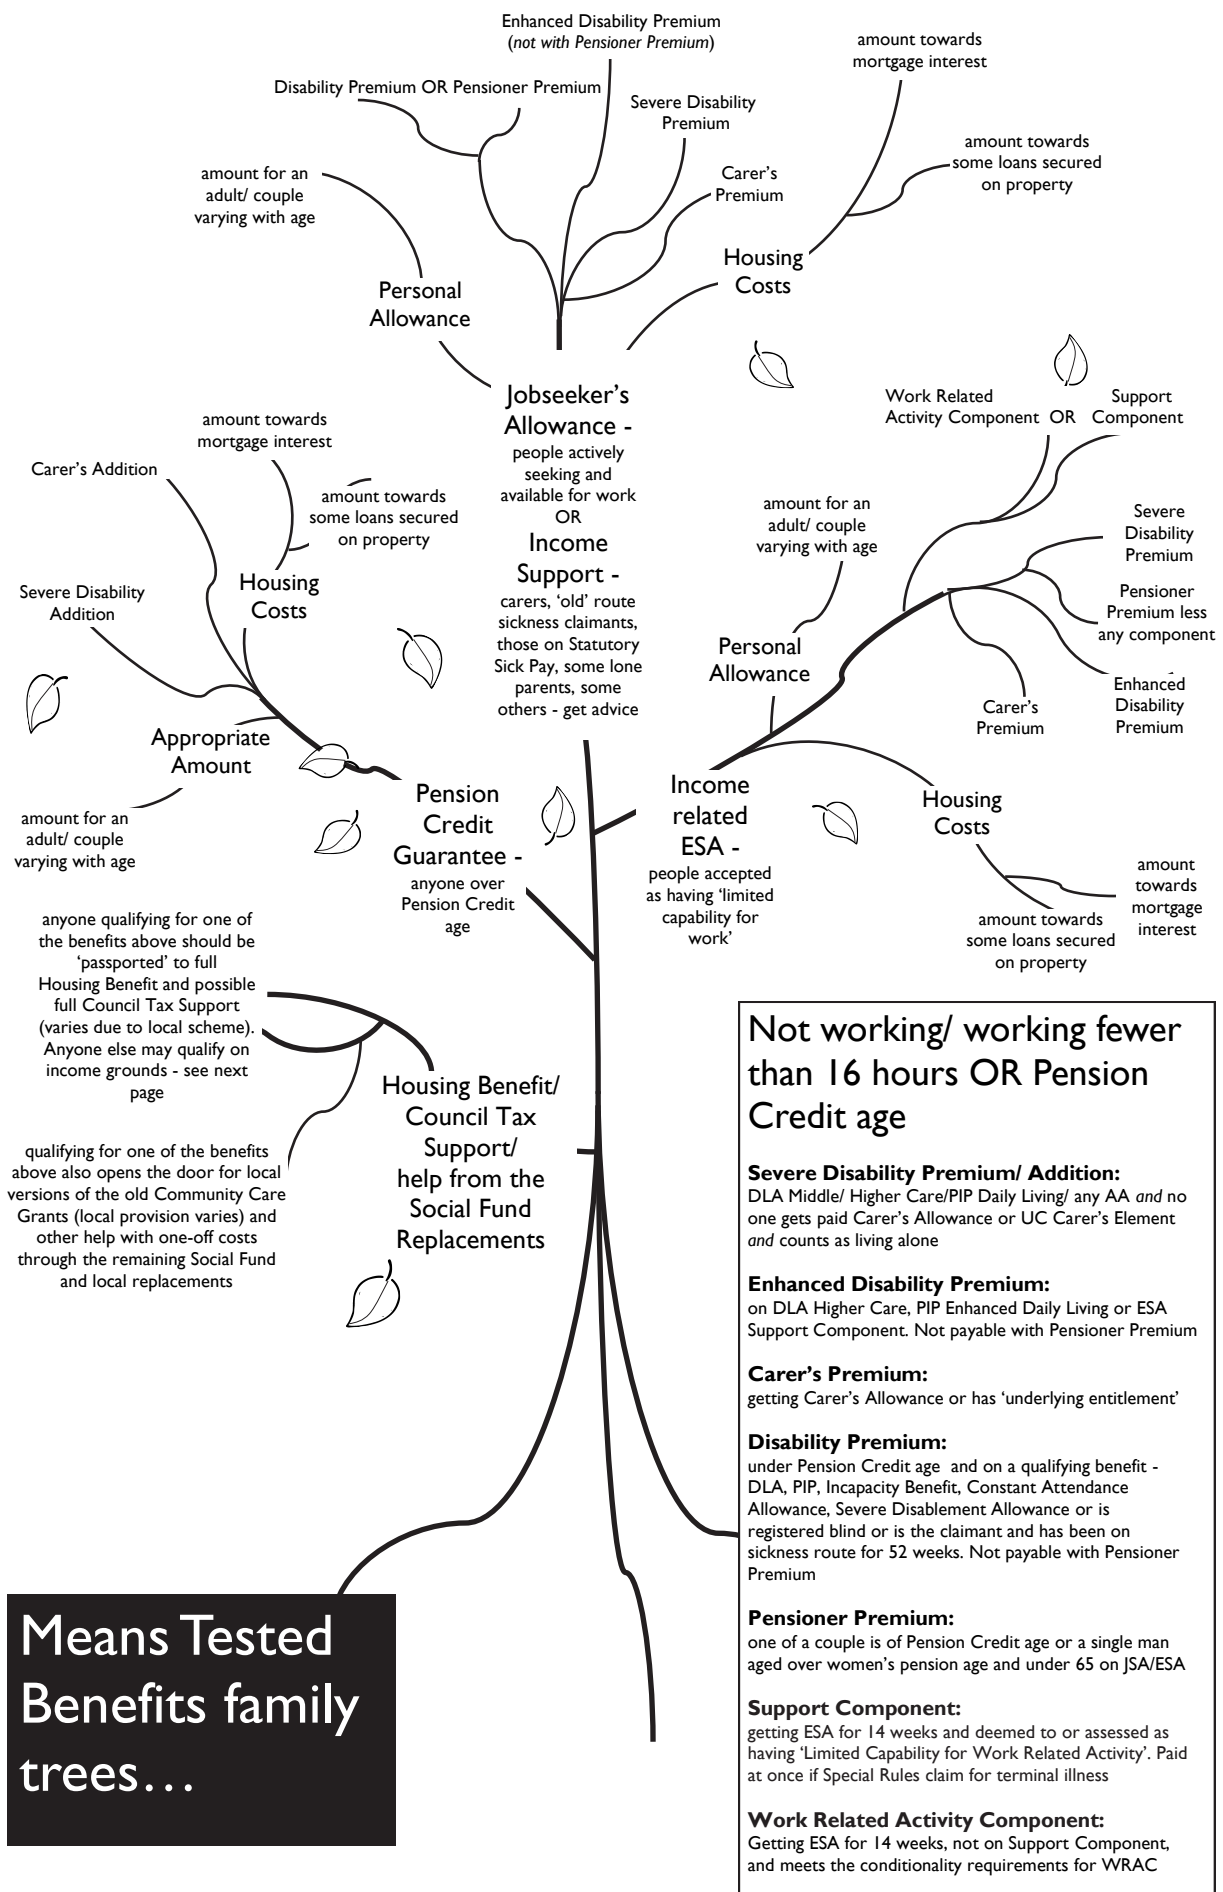 Enhanced Disability Premium
(not with Pensioner Premium)
Disability Premium OR Pensioner Premium
Severe Disability
Premium
amount for an
adult/ couple
varying with age
Carer's
Premium
amount towards
mortgage interest
amount towards
some loans secured
on property
Personal
Allowance
Housing
Costs
Jobseeker's
Allowance -
people actively
seeking and
available for work
OR
Income
Support -
carers, ‘old’ route
sickness claimants,
those on Statutory
Sick Pay, some lone
parents, some
others - get advice
amount towards
mortgage interest
Carer's Addition
amount towards
some loans secured
on property
Housing
Costs
Severe Disability
Addition
Appropriate
Amount
amount for an
adult/ couple
varying with age
Pension
Credit
Guarantee -
anyone over
Pension Credit
age
Work Related
Activity Component OR
Support
Component
amount for an
adult/ couple
varying with age
Severe
Disability
Premium
Pensioner
Premium less
any component
Personal
Allowance
Carer's
Premium
Enhanced
Disability
Premium
Income
related
ESA -
people accepted
as having ‘limited
capability for
work’
Housing
Costs
amount
towards
mortgage
interest
amount towards
some loans secured
on property
anyone qualifying for one of
the benefits above should be
‘passported’ to full
Housing Benefit and possible
full Council Tax Support
(varies due to local scheme).
Anyone else may qualify on
income grounds - see next
page
Housing Benefit/
Council Tax
Support/
help from the
Social Fund
Replacements
qualifying for one of the benefits
above also opens the door for local
versions of the old Community Care
Grants (local provision varies) and
other help with one-off costs
through the remaining Social Fund
and local replacements
Not working/ working fewer
than 16 hours OR Pension
Credit age
Severe Disability Premium/ Addition:
DLA Middle/ Higher Care/PIP Daily Living/ any AA and no
one gets paid Carer's Allowance or UC Carer's Element
and counts as living alone
Enhanced Disability Premium:
on DLA Higher Care, PIP Enhanced Daily Living or ESA
Support Component. Not payable with Pensioner Premium
Carer's Premium:
getting Carer's Allowance or has ‘underlying entitlement’
Disability Premium:
under Pension Credit age and on a qualifying benefit -
DLA, PIP, Incapacity Benefit, Constant Attendance
Allowance, Severe Disablement Allowance or is
registered blind or is the claimant and has been on
sickness route for 52 weeks. Not payable with Pensioner
Premium
Pensioner Premium:
one of a couple is of Pension Credit age or a single man
aged over women's pension age and under 65 on JSA/ESA
Support Component:
getting ESA for 14 weeks and deemed to or assessed as
having ‘Limited Capability for Work Related Activity’. Paid
at once if Special Rules claim for terminal illness
Work Related Activity Component:
Getting ESA for 14 weeks, not on Support Component,
and meets the conditionality requirements for WRAC
Means Tested
Benefits family
trees…